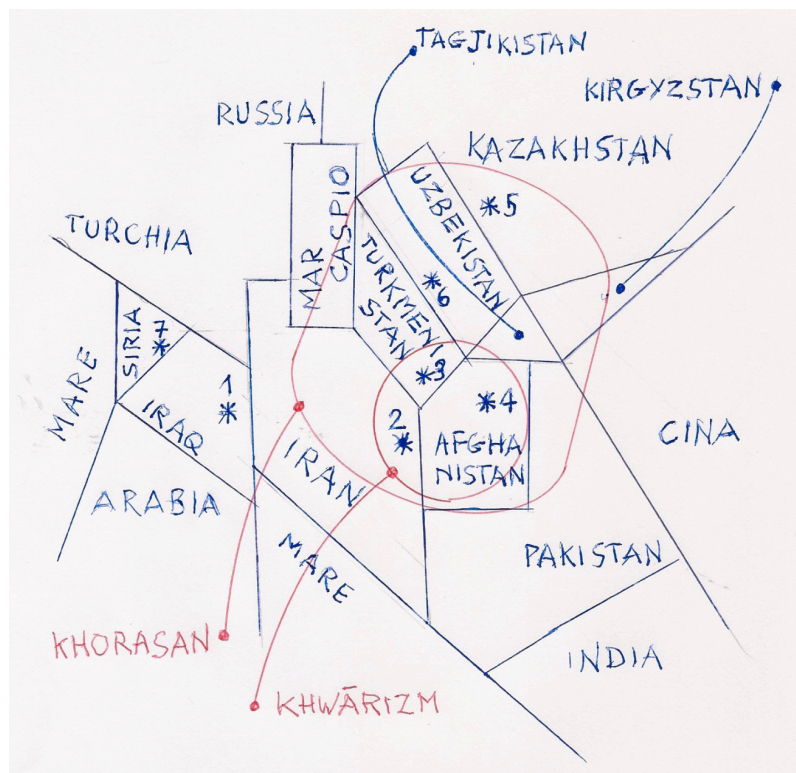 TAGJIKISTAN
KIRGYZSTAN
RUSSIA
KAZAKHSTAN
UZBEKISTAN
*5
MAR
CASPIO
TURCHIA
TURKMENI
STAN
*6
SIRIA
*7
MARE
*3
1
*
2
*
*4
IRAQ
AFGHA
NISTAN
CINA
IRAN
ARABIA
MARE
PAKISTAN
KHORASAN
INDIA
KHWĀRIZM